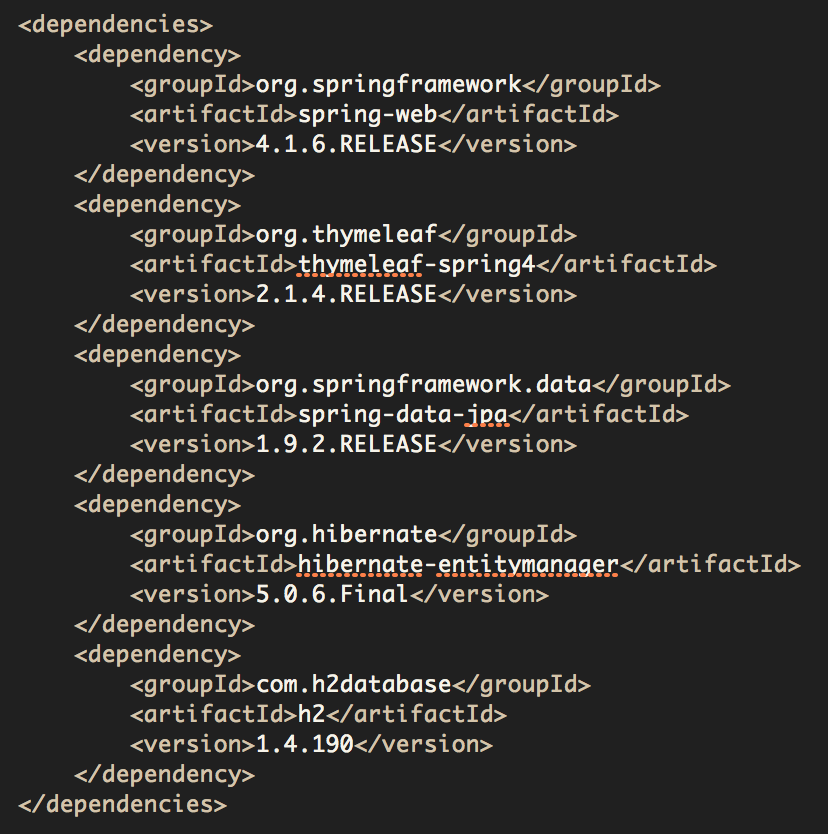 <dependencies>
    <dependency>
        <groupId>org.springframework</groupId>
        <artifactId>spring-web</artifactId>
        <version>4.1.6.RELEASE</version>
    </dependency>
    <dependency>
        <groupId>org.thymeleaf</groupId>
        <artifactId>thymeleaf-spring4</artifactId>
        <version>2.1.4.RELEASE</version>
    </dependency>
    <dependency>
        <groupId>org.springframework.data</groupId>
        <artifactId>spring-data-jpa</artifactId>
        <version>1.9.2.RELEASE</version>
    </dependency>
    <dependency>
        <groupId>org.hibernate</groupId>
        <artifactId>hibernate-entitymanager</artifactId>
        <version>5.0.6.Final</version>
    </dependency>
    <dependency>
        <groupId>com.h2database</groupId>
        <artifactId>h2</artifactId>
        <version>1.4.190</version>
    </dependency>
</dependencies>